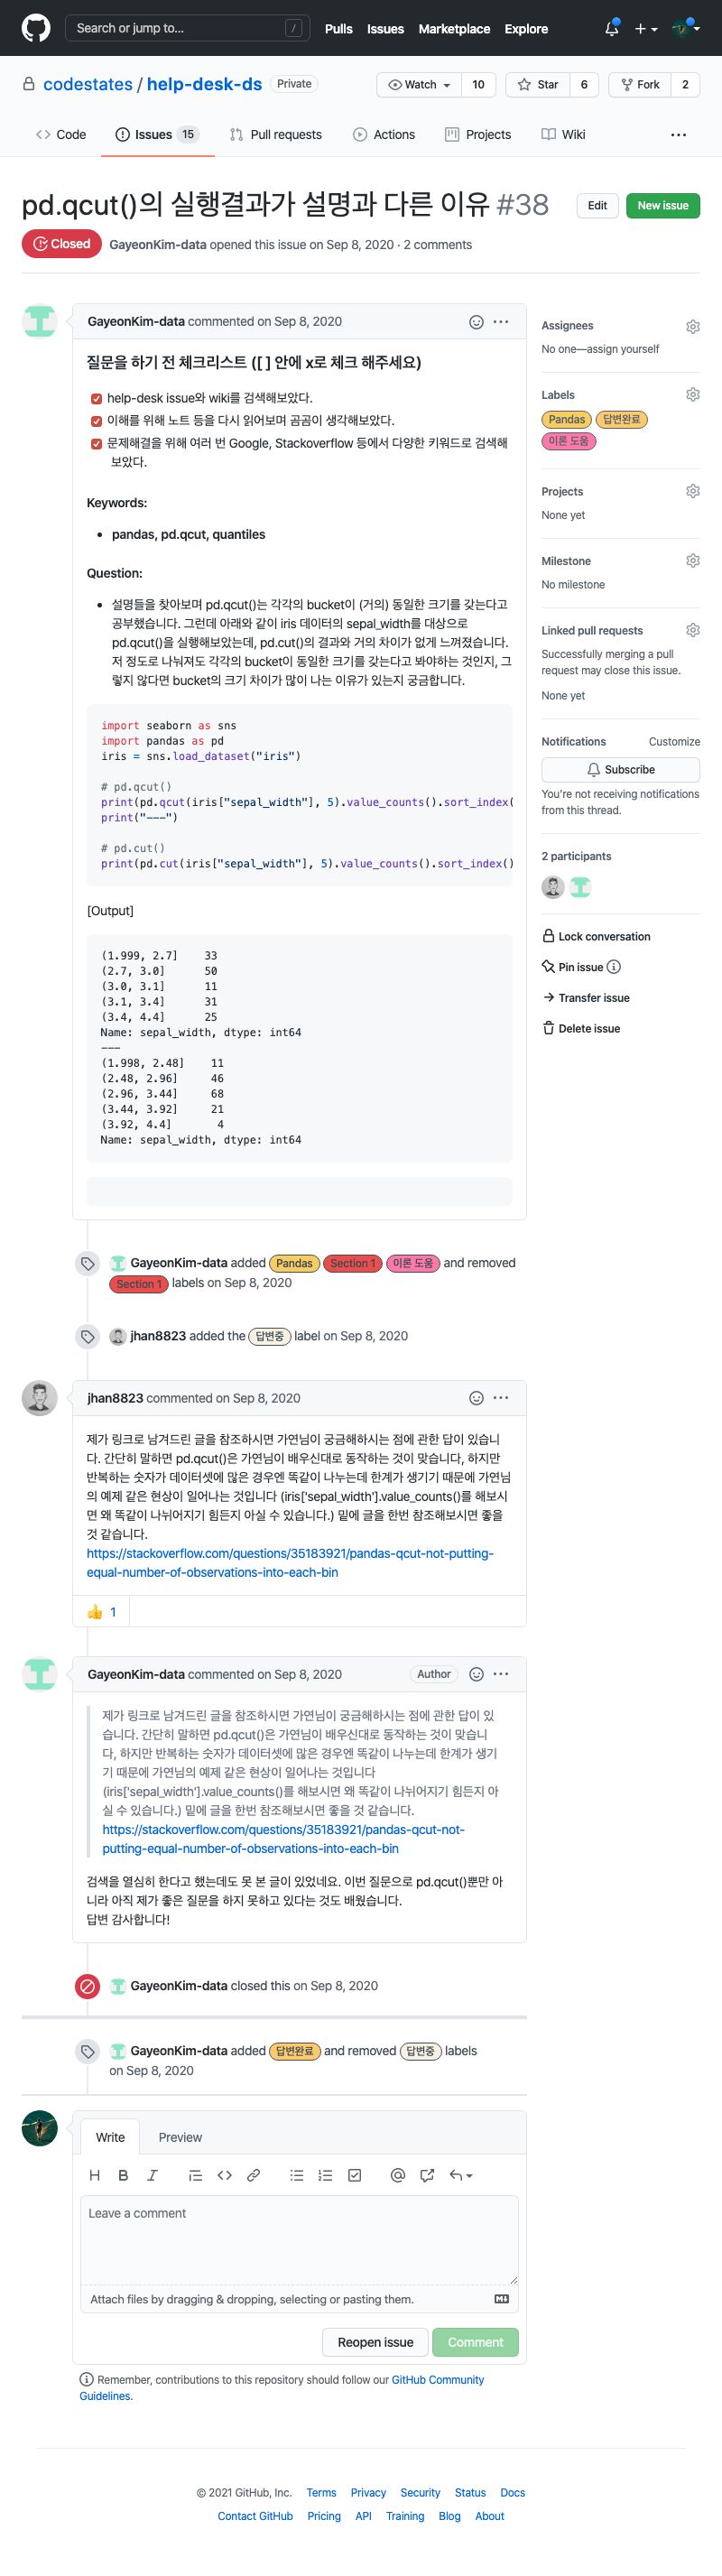 Search or jump to... /
Pulls Issues Marketplace Explore
codestates / help-desk-ds Private
Watch 10 Star 6 Fork 2
Code Issues 15 Pull requests Actions Projects Wiki
pd.qcut()의 실행결과가 설명과 다른 이유 #38
Edit New issue
Closed GayeonKim-data opened this issue on Sep 8, 2020 · 2 comments
GayeonKim-data commented on Sep 8, 2020
질문을 하기 전 체크리스트 ([ ] 안에 x로 체크 해주세요)
help-desk issue와 wiki를 검색해보았다.
이해를 위해 노트 등을 다시 읽어보며 곰곰이 생각해보았다.
문제해결을 위해 여러 번 Google, Stackoverflow 등에서 다양한 키워드로 검색해
보았다.
Keywords:
• pandas, pd.qcut, quantiles
Question:
• 설명들을 찾아보며 pd.qcut()는 각각의 bucket이 (거의) 동일한 크기를 갖는다고
공부했습니다. 그런데 아래와 같이 iris 데이터의 sepal_width를 대상으로
pd.qcut()을 실행해보았는데, pd.cut()의 결과와 거의 차이가 없게 느껴졌습니다.
저 정도로 나눠져도 각각의 bucket이 동일한 크기를 갖는다고 봐야하는 것인지, 그
렇지 않다면 bucket의 크기 차이가 많이 나는 이유가 있는지 궁금합니다.
import seaborn as sns
import pandas as pd
iris = sns.load_dataset("iris")
# pd.qcut()
print(pd.qcut(iris["sepal_width"], 5).value_counts().sort_index(
print("---")
# pd.cut()
print(pd.cut(iris["sepal_width"], 5).value_counts().sort_index()
[Output]
(1.999, 2.7] 33
(2.7, 3.0] 50
(3.0, 3.1] 11
(3.1, 3.4] 31
(3.4, 4.4] 25
Name: sepal_width, dtype: int64
---
(1.998, 2.48] 11
(2.48, 2.96] 46
(2.96, 3.44] 68
(3.44, 3.92] 21
(3.92, 4.4] 4
Name: sepal_width, dtype: int64
GayeonKim-data added Pandas Section 1 이론 도움 and removed
Section 1 labels on Sep 8, 2020
jhan8823 added the 답변중 label on Sep 8, 2020
jhan8823 commented on Sep 8, 2020
제가 링크로 남겨드린 글을 참조하시면 가연님이 궁금해하시는 점에 관한 답이 있습니
다. 간단히 말하면 pd.qcut()은 가연님이 배우신대로 동작하는 것이 맞습니다, 하지만
반복하는 숫자가 데이터셋에 많은 경우엔 똑같이 나누는데 한계가 생기기 때문에 가연님
의 예제 같은 현상이 일어나는 것입니다 (iris['sepal_width'].value_counts()를 해보시
면 왜 똑같이 나뉘어지기 힘든지 아실 수 있습니다.) 밑에 글을 한번 참조해보시면 좋을
것 같습니다.
https://stackoverflow.com/questions/35183921/pandas-qcut-not-putting-
equal-number-of-observations-into-each-bin
👍 1
GayeonKim-data commented on Sep 8, 2020 Author
제가 링크로 남겨드린 글을 참조하시면 가연님이 궁금해하시는 점에 관한 답이 있
습니다. 간단히 말하면 pd.qcut()은 가연님이 배우신대로 동작하는 것이 맞습니
다, 하지만 반복하는 숫자가 데이터셋에 많은 경우엔 똑같이 나누는데 한계가 생기
기 때문에 가연님의 예제 같은 현상이 일어나는 것입니다
(iris['sepal_width'].value_counts()를 해보시면 왜 똑같이 나뉘어지기 힘든지 아
실 수 있습니다.) 밑에 글을 한번 참조해보시면 좋을 것 같습니다.
https://stackoverflow.com/questions/35183921/pandas-qcut-not-
putting-equal-number-of-observations-into-each-bin
검색을 열심히 한다고 했는데도 못 본 글이 있었네요. 이번 질문으로 pd.qcut()뿐만 아
니라 아직 제가 좋은 질문을 하지 못하고 있다는 것도 배웠습니다.
답변 감사합니다!
GayeonKim-data closed this on Sep 8, 2020
GayeonKim-data added 답변완료 and removed 답변중 labels
on Sep 8, 2020
Write Preview
H B I
Leave a comment
Attach files by dragging & dropping, selecting or pasting them.
Reopen issue Comment
Remember, contributions to this repository should follow our GitHub Community
Guidelines.
Assignees
No one—assign yourself
Labels
Pandas 답변완료
이론 도움
Projects
None yet
Milestone
No milestone
Linked pull requests
Successfully merging a pull
request may close this issue.
None yet
Notifications Customize
Subscribe
You're not receiving notifications
from this thread.
2 participants
Lock conversation
Pin issue
Transfer issue
Delete issue
© 2021 GitHub, Inc. Terms Privacy Security Status Docs
Contact GitHub Pricing API Training Blog About